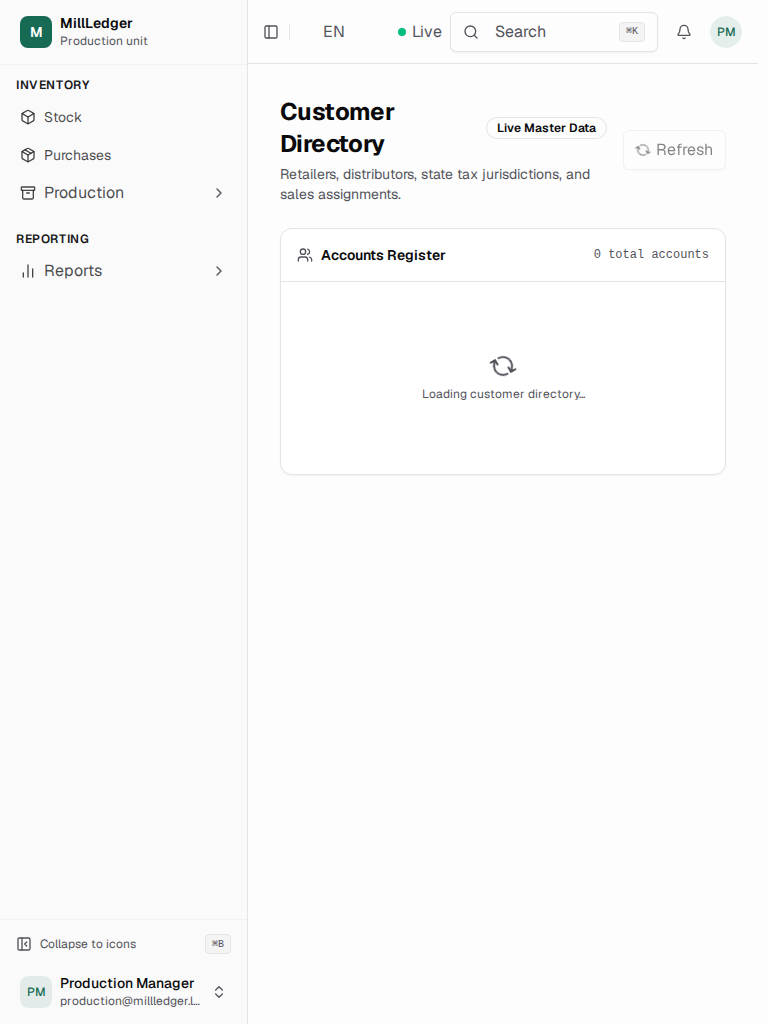 M
MillLedger
Production unit
INVENTORY
Stock
Purchases
Production
REPORTING
Reports
Collapse to icons
⌘B
PM
Production Manager
production@millledger.l…
EN
Live
Search
⌘K
PM
Customer
Directory
Live Master Data
Refresh
Retailers, distributors, state tax jurisdictions, and
sales assignments.
Accounts Register
0 total accounts
Loading customer directory…